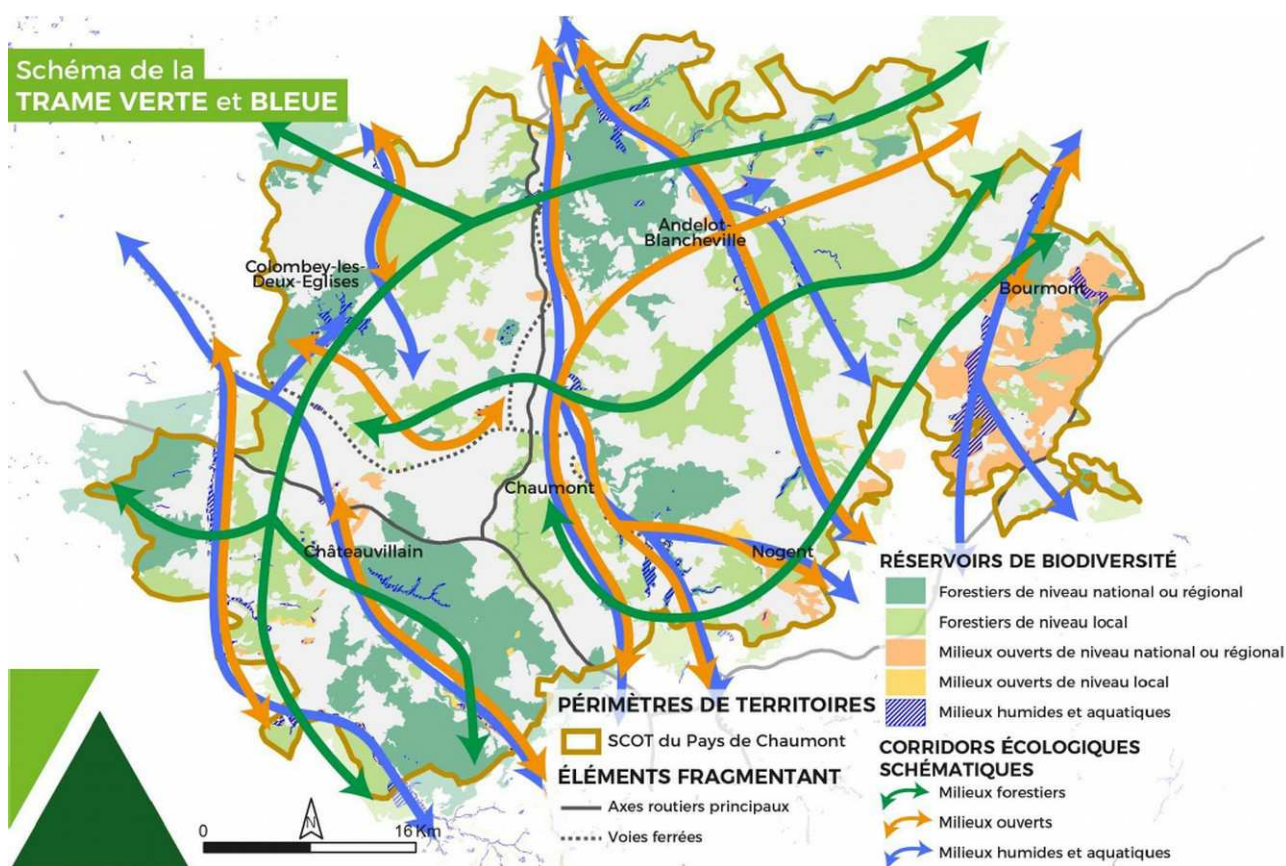 Schéma de la
TRAME VERTE et BLEUE
Andelot-
Blancheville
Colombey-les-
Deux-Eglises
Bourmont
Chaumont
Châteauvillain
Nogent
RÉSERVOIRS DE BIODIVERSITÉ
Forestiers de niveau national ou régional
Forestiers de niveau local
Milieux ouverts de niveau national ou régional
Milieux ouverts de niveau local
Milieux humides et aquatiques
PÉRIMÈTRES DE TERRITOIRES
SCOT du Pays de Chaumont
ÉLÉMENTS FRAGMENTANT
Axes routiers principaux
Voies ferrées
CORRIDORS ÉCOLOGIQUES
SCHÉMATIQUES
Milieux forestiers
Milieux ouverts
Milieux humides et aquatiques
0 N 16 Km